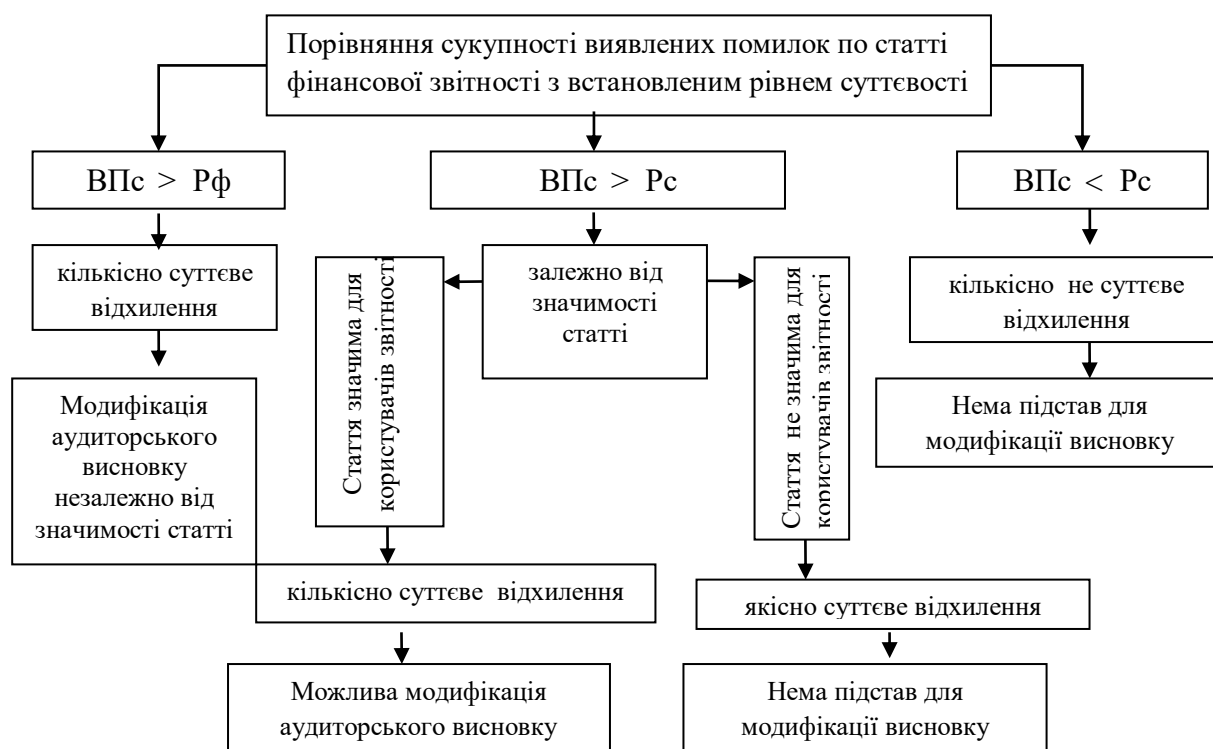 Порівняння сукупності виявлених помилок по статті
фінансової звітності з встановленим рівнем суттєвості
ВПс > Рф
ВПс > Рс
ВПс < Рс
кількісно суттєве
відхилення
Стаття значима для
користувачів звітності
залежно від
значимості
статті
Стаття не значима для
користувачів звітності
кількісно не суттєве
відхилення
Модифікація
аудиторського
висновку
незалежно від
значимості статті
Нема підстав для
модифікації висновку
кількісно суттєве відхилення
якісно суттєве відхилення
Можлива модифікація
аудиторського висновку
Нема підстав для
модифікації висновку